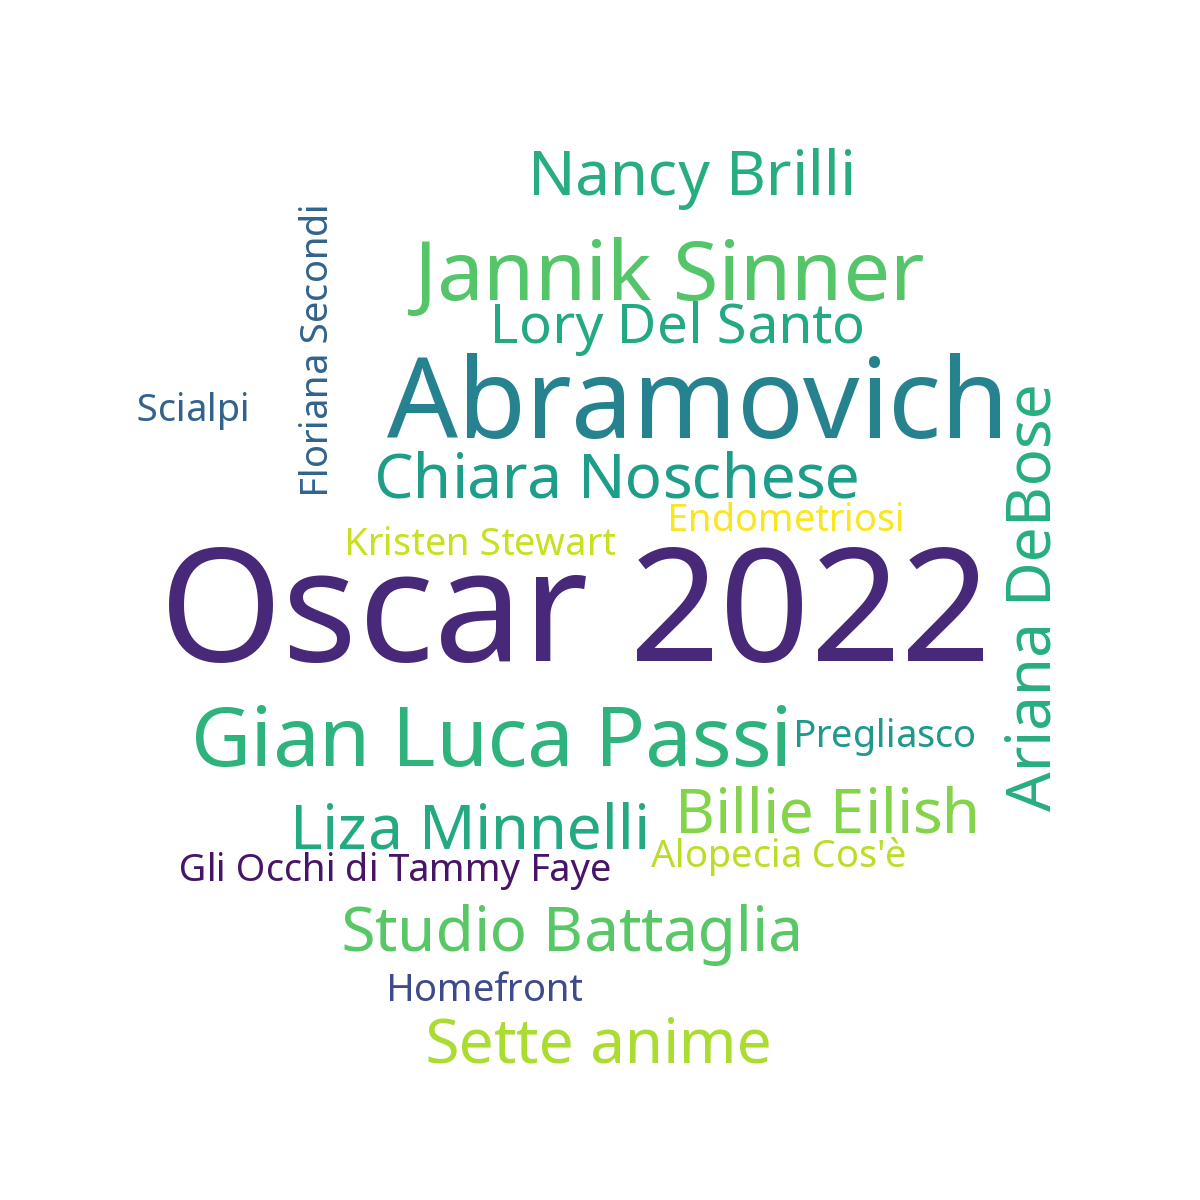 Nancy Brilli
Jannik Sinner
Floriana Secondi
Lory Del Santo
Abramovich
Scialpi
Ariana DeBose
Chiara Noschese
Endometriosi
Kristen Stewart
Oscar 2022
Gian Luca Passi
Pregliasco
Billie Eilish
Liza Minnelli
Alopecia Cos'è
Gli Occhi di Tammy Faye
Studio Battaglia
Homefront
Sette anime